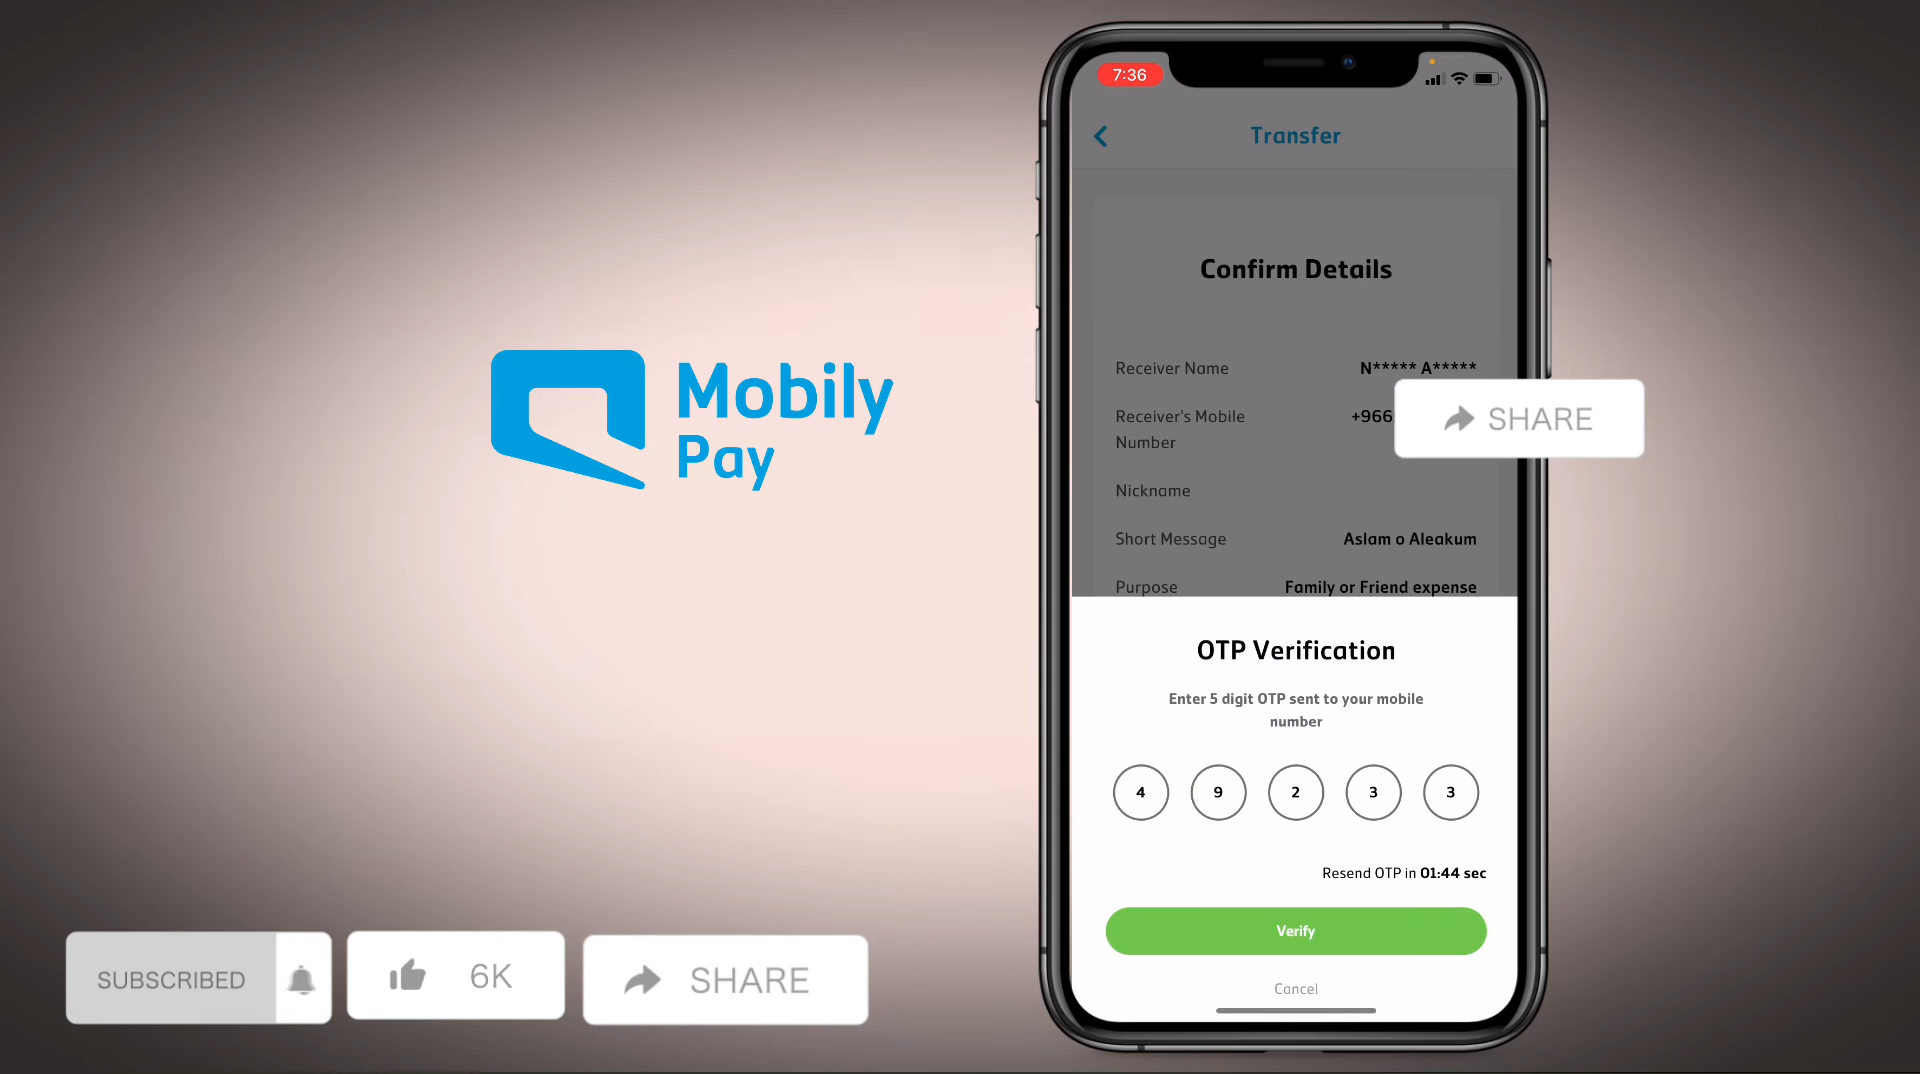 Mobily
Pay
7:36
Transfer
Confirm Details
Receiver Name N***** A*****
Receiver's Mobile Number +966
SHARE
Nickname
Short Message Aslam o Aleakum
Purpose Family or Friend expense
OTP Verification
Enter 5 digit OTP sent to your mobile
number
4 9 2 3 3
Resend OTP in 01:44 sec
Verify
Cancel
SUBSCRIBED 6K SHARE